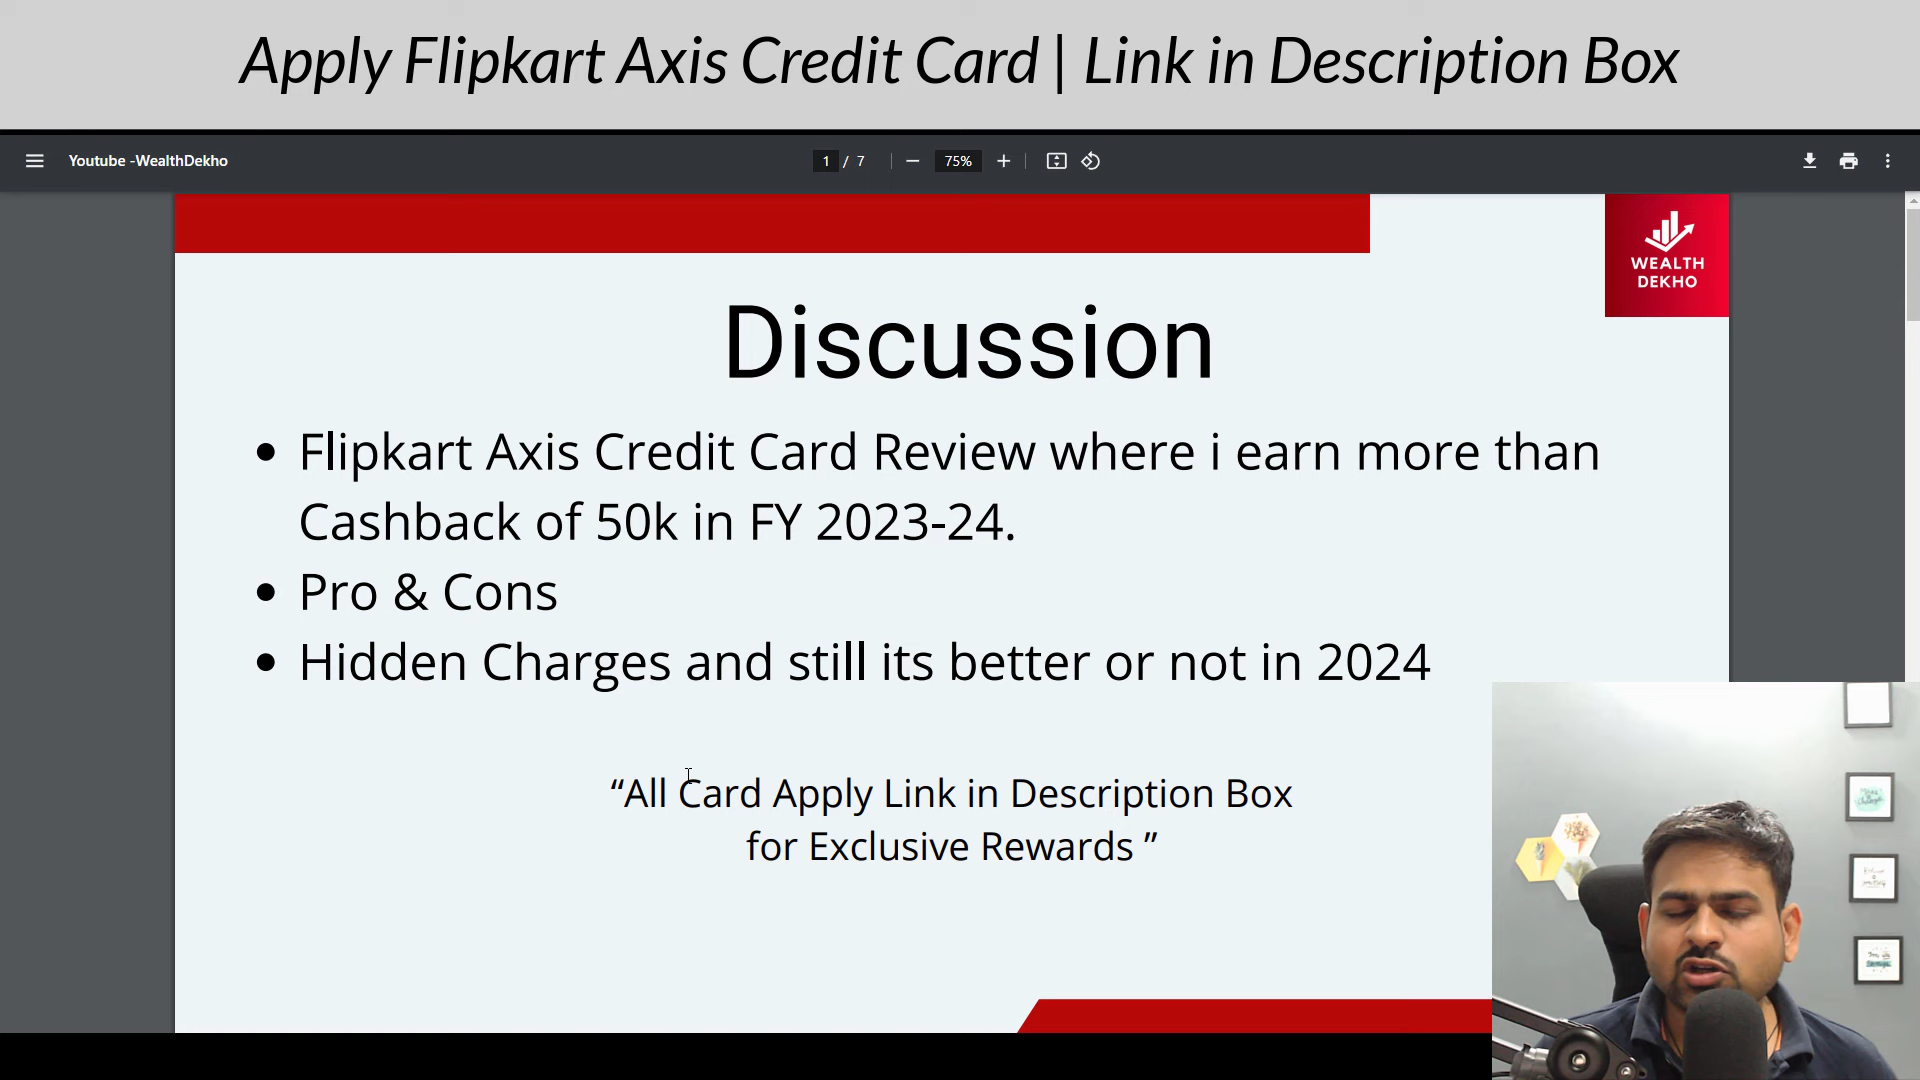 Apply Flipkart Axis Credit Card | Link in Description Box
Youtube -WealthDekho
1 / 7
75%
WEALTH
DEKHO
Discussion
• Flipkart Axis Credit Card Review where i earn more than
Cashback of 50k in FY 2023-24.
• Pro & Cons
• Hidden Charges and still its better or not in 2024
“All Card Apply Link in Description Box
for Exclusive Rewards ”